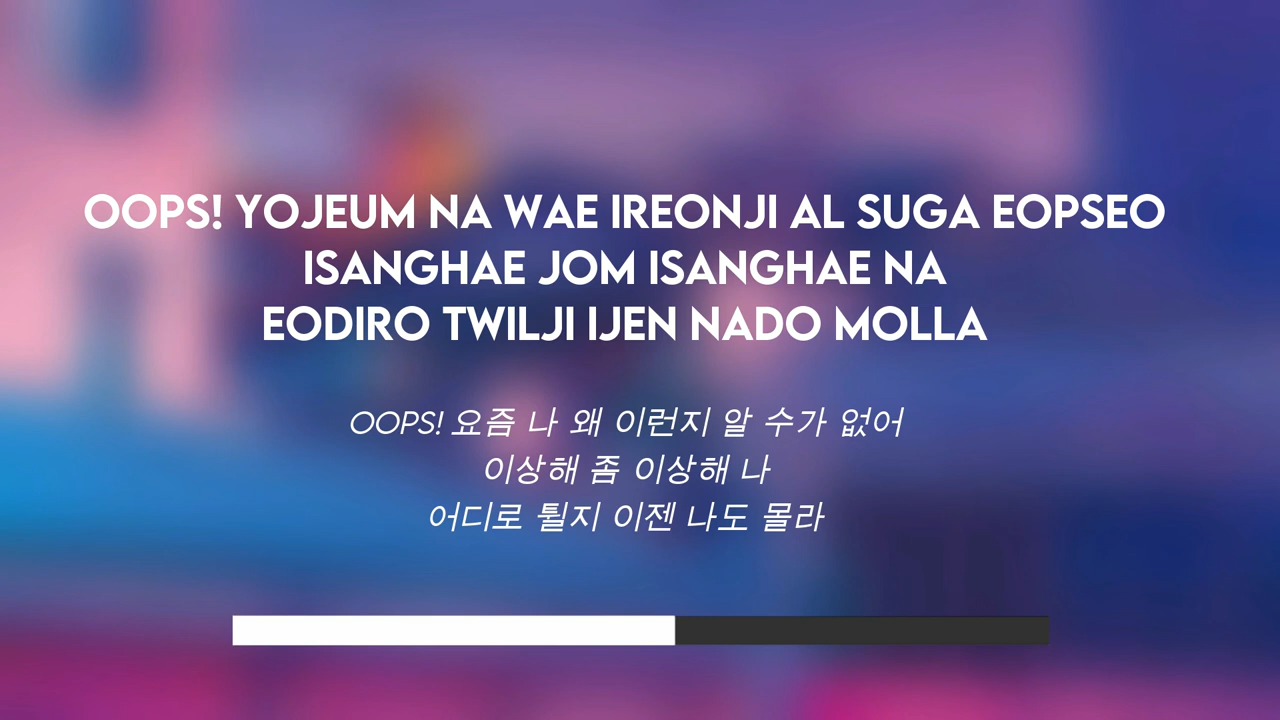 OOPS! YOJEUM NA WAE IREONJI AL SUGA EOPSEO
ISANGHAE JOM ISANGHAE NA
EODIRO TWILJI IJEN NADO MOLLA
OOPS! 요즘 나 왜 이런지 알 수가 없어
이상해 좀 이상해 나
어디로 튈지 이젠 나도 몰라